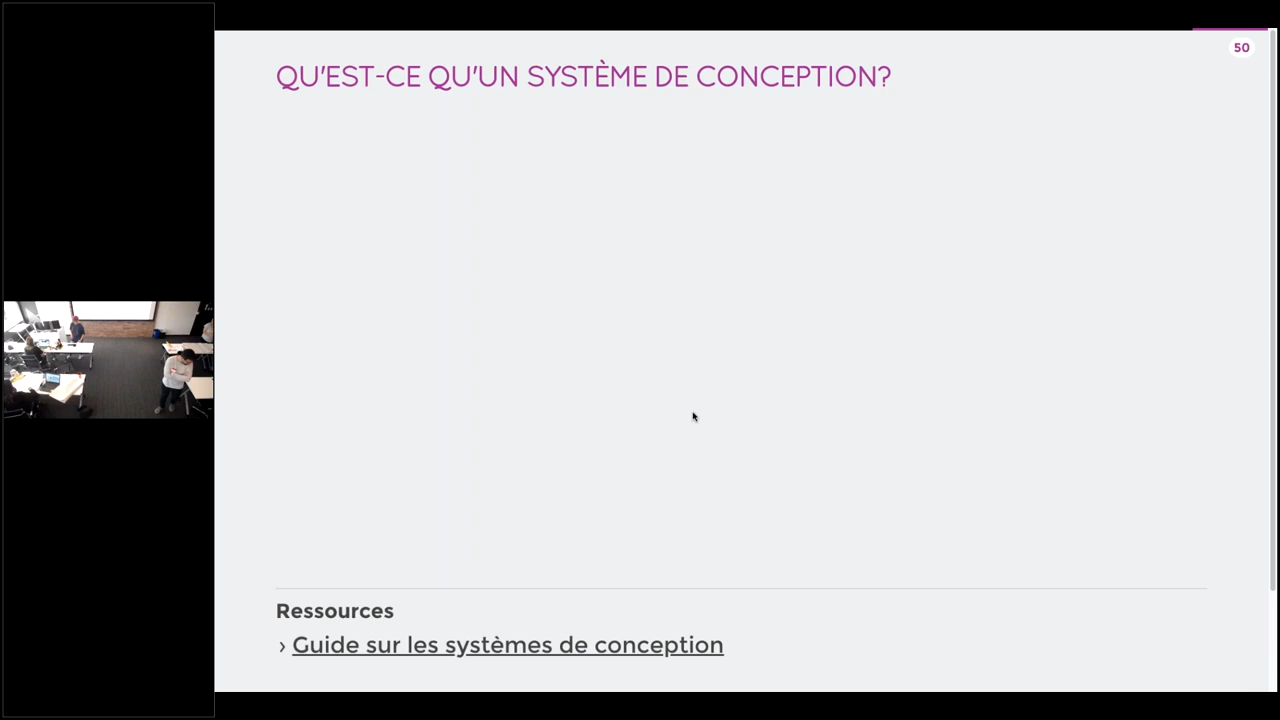 50
QU'EST-CE QU'UN SYSTÈME DE CONCEPTION?
Ressources
› Guide sur les systèmes de conception